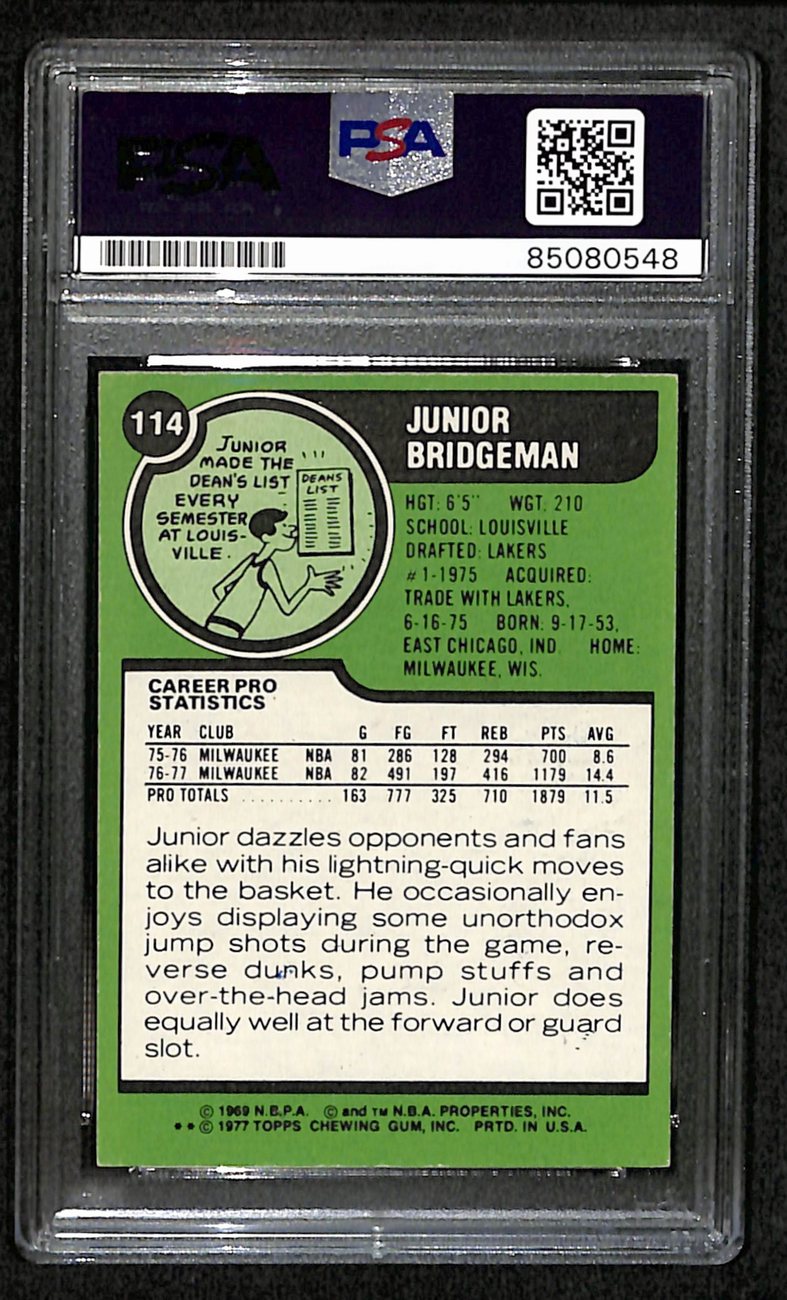 PSA
PSA
85080548
114
JUNIOR
MADE THE
DEAN'S LIST
EVERY
SEMESTER
AT LOUIS-
VILLE.
DEANS
LIST
JUNIOR
BRIDGEMAN
HGT: 6'5" WGT: 210
SCHOOL: LOUISVILLE
DRAFTED: LAKERS
#1-1975 ACQUIRED:
TRADE WITH LAKERS,
6-16-75 BORN: 9-17-53,
EAST CHICAGO, IND. HOME:
MILWAUKEE, WIS.
CAREER PRO
STATISTICS
YEAR CLUB G FG FT REB PTS AVG
75-76 MILWAUKEE NBA 81 286 128 294 700 8.6
76-77 MILWAUKEE NBA 82 491 197 416 1179 14.4
PRO TOTALS .......... 163 777 325 710 1879 11.5
Junior dazzles opponents and fans
alike with his lightning-quick moves
to the basket. He occasionally en-
joys displaying some unorthodox
jump shots during the game, re-
verse dunks, pump stuffs and
over-the-head jams. Junior does
equally well at the forward or guard
slot.
© 1969 N.B.P.A. © and TM N.B.A. PROPERTIES, INC.
**© 1977 TOPPS CHEWING GUM, INC. PRTD. IN U.S.A.